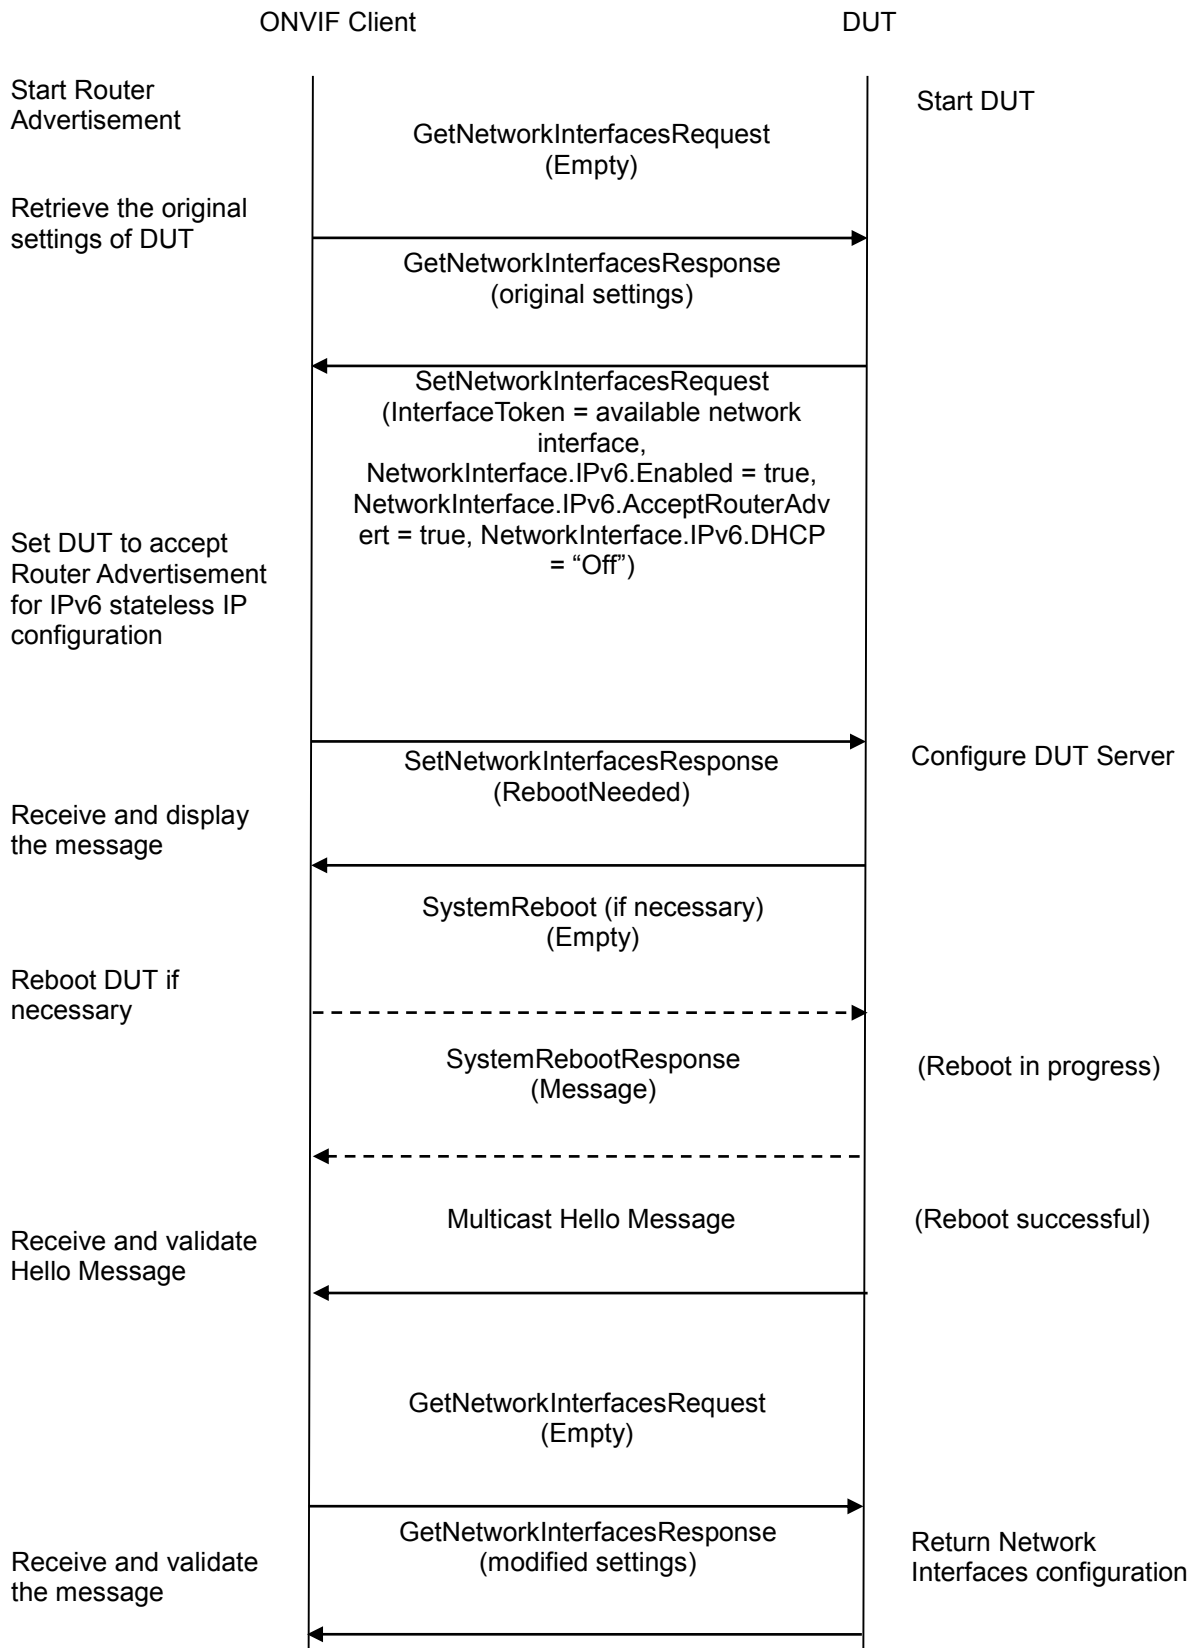 ONVIF Client
DUT
Start Router
Advertisement
Start DUT
GetNetworkInterfacesRequest
(Empty)
Retrieve the original
settings of DUT
GetNetworkInterfacesResponse
(original settings)
SetNetworkInterfacesRequest
(InterfaceToken = available network
interface,
NetworkInterface.IPv6.Enabled = true,
NetworkInterface.IPv6.AcceptRouterAdv
ert = true, NetworkInterface.IPv6.DHCP
= “Off”)
Set DUT to accept
Router Advertisement
for IPv6 stateless IP
configuration
SetNetworkInterfacesResponse
(RebootNeeded)
Configure DUT Server
Receive and display
the message
SystemReboot (if necessary)
(Empty)
Reboot DUT if
necessary
SystemRebootResponse
(Message)
(Reboot in progress)
Multicast Hello Message
(Reboot successful)
Receive and validate
Hello Message
GetNetworkInterfacesRequest
(Empty)
GetNetworkInterfacesResponse
(modified settings)
Return Network
Interfaces configuration
Receive and validate
the message